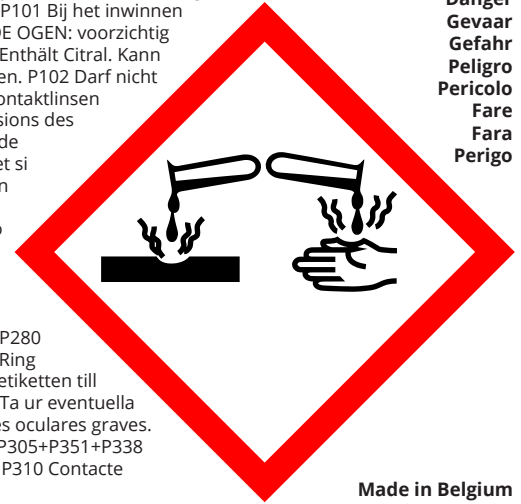 P101 Bij het inwinnen
DE OGEN: voorzichtig
Enthält Citral. Kann
en. P102 Darf nicht
ontaktlinsen
sions des
de
et si
n
P280
Ring
etiketten till
Ta ur eventuella
es oculares graves.
P305+P351+P338
P310 Contacte
Danger
Gevaar
Gefahr
Peligro
Pericolo
Fare
Fara
Perigo
Made in Belgium